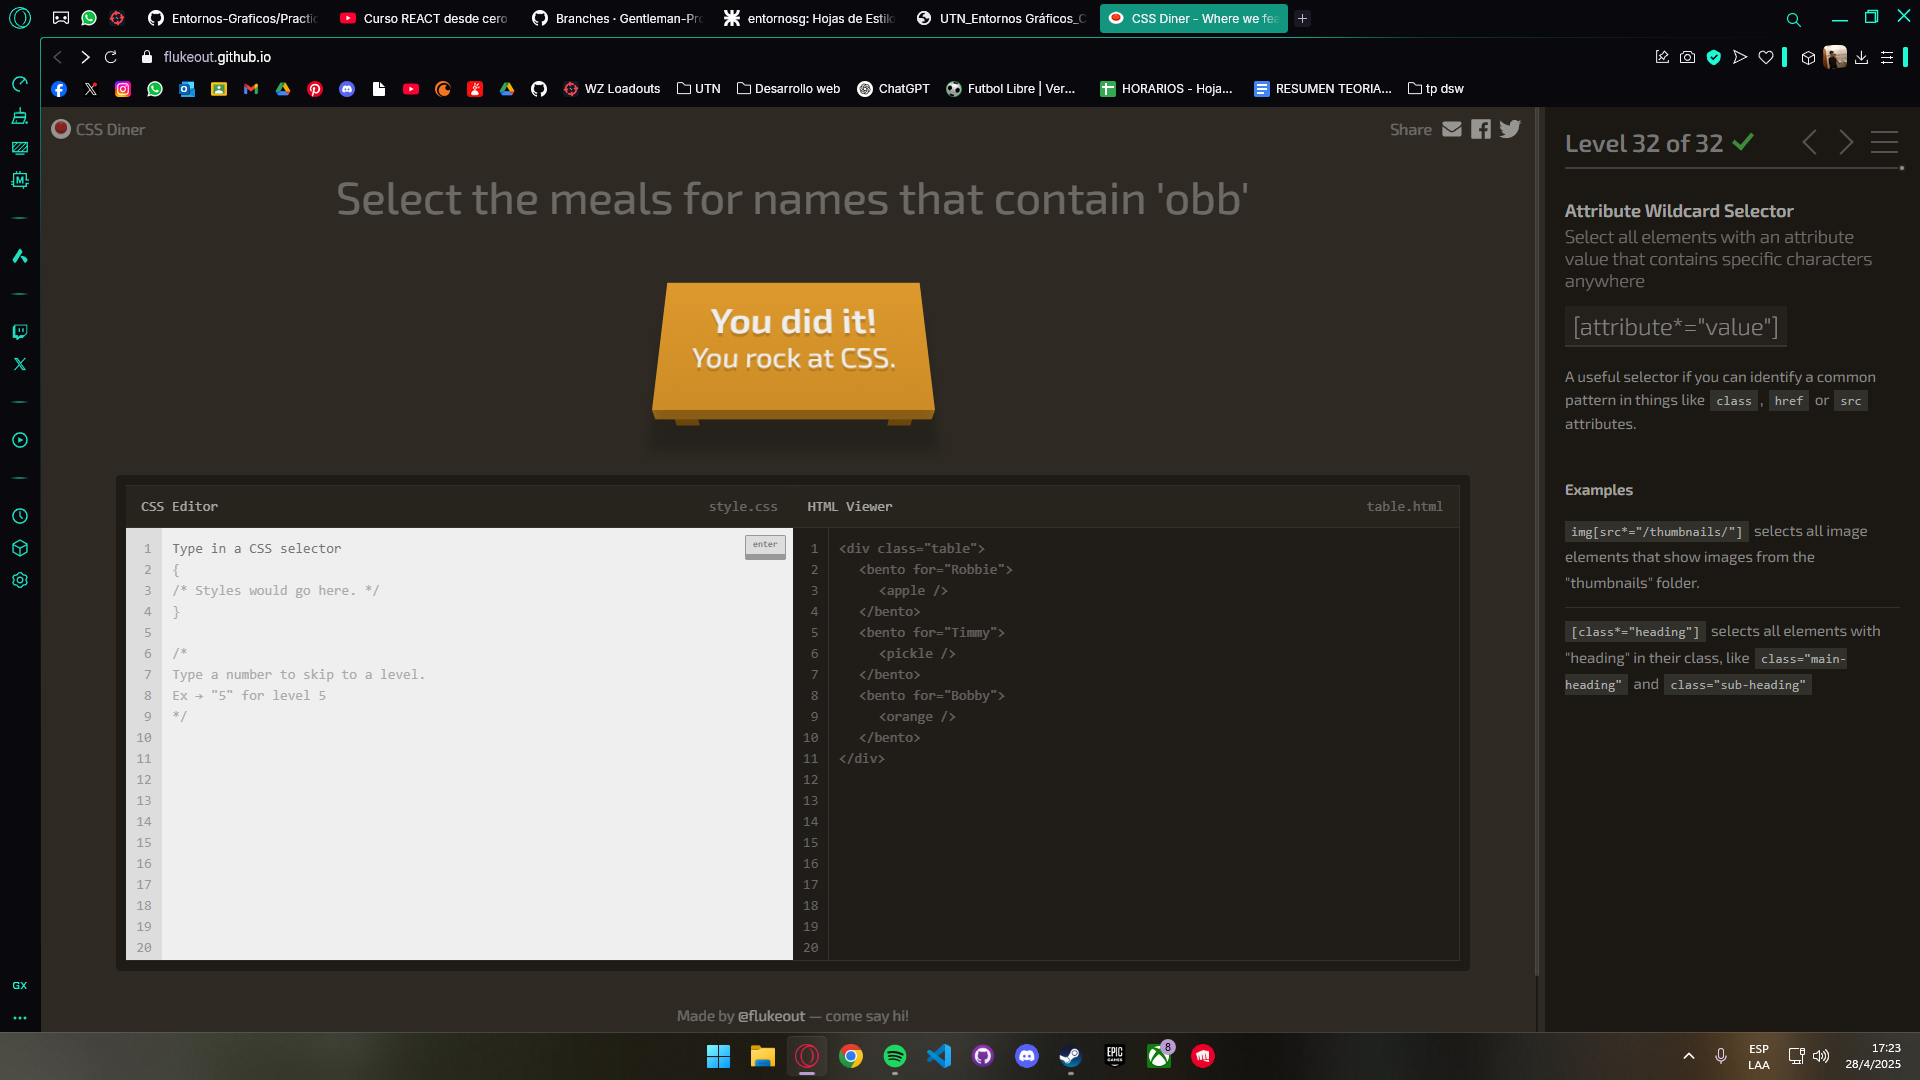 Entornos-Graficos/Practic
Curso REACT desde cero
Branches · Gentleman-Pro
entornosg: Hojas de Estilo
UTN_Entornos Gráficos_C
CSS Diner - Where we fea
flukeout.github.io
WZ Loadouts
UTN
Desarrollo web
ChatGPT
Futbol Libre | Ver...
HORARIOS - Hoja...
RESUMEN TEORIA...
tp dsw
CSS Diner
Share
Level 32 of 32
Select the meals for names that contain 'obb'
You did it!
You rock at CSS.
Attribute Wildcard Selector
Select all elements with an attribute
value that contains specific characters
anywhere
[attribute*="value"]
A useful selector if you can identify a common
pattern in things like class , href or src
attributes.
Examples
img[src*="/thumbnails/"] selects all image
elements that show images from the
"thumbnails" folder.
[class*="heading"] selects all elements with
"heading" in their class, like class="main-
heading" and class="sub-heading"
CSS Editor
style.css
1 Type in a CSS selector
enter
2 {
3 /* Styles would go here. */
4 }
5
6 /*
7 Type a number to skip to a level.
8 Ex → "5" for level 5
9 */
10
11
12
13
14
15
16
17
18
19
20
HTML Viewer
table.html
1 <div class="table">
2 <bento for="Robbie">
3 <apple />
4 </bento>
5 <bento for="Timmy">
6 <pickle />
7 </bento>
8 <bento for="Bobby">
9 <orange />
10 </bento>
11 </div>
12
13
14
15
16
17
18
19
20
Made by @flukeout — come say hi!
GX
EPIC
GAMES
8
ESP
LAA
17:23
28/4/2025